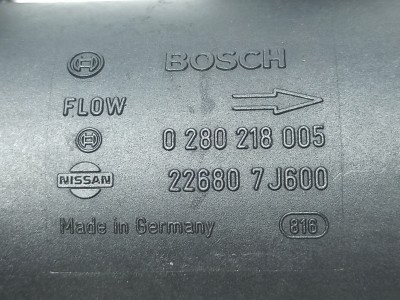 BOSCH
FLOW
0 280 218 005
NISSAN 22680 7J600
Made in Germany 816